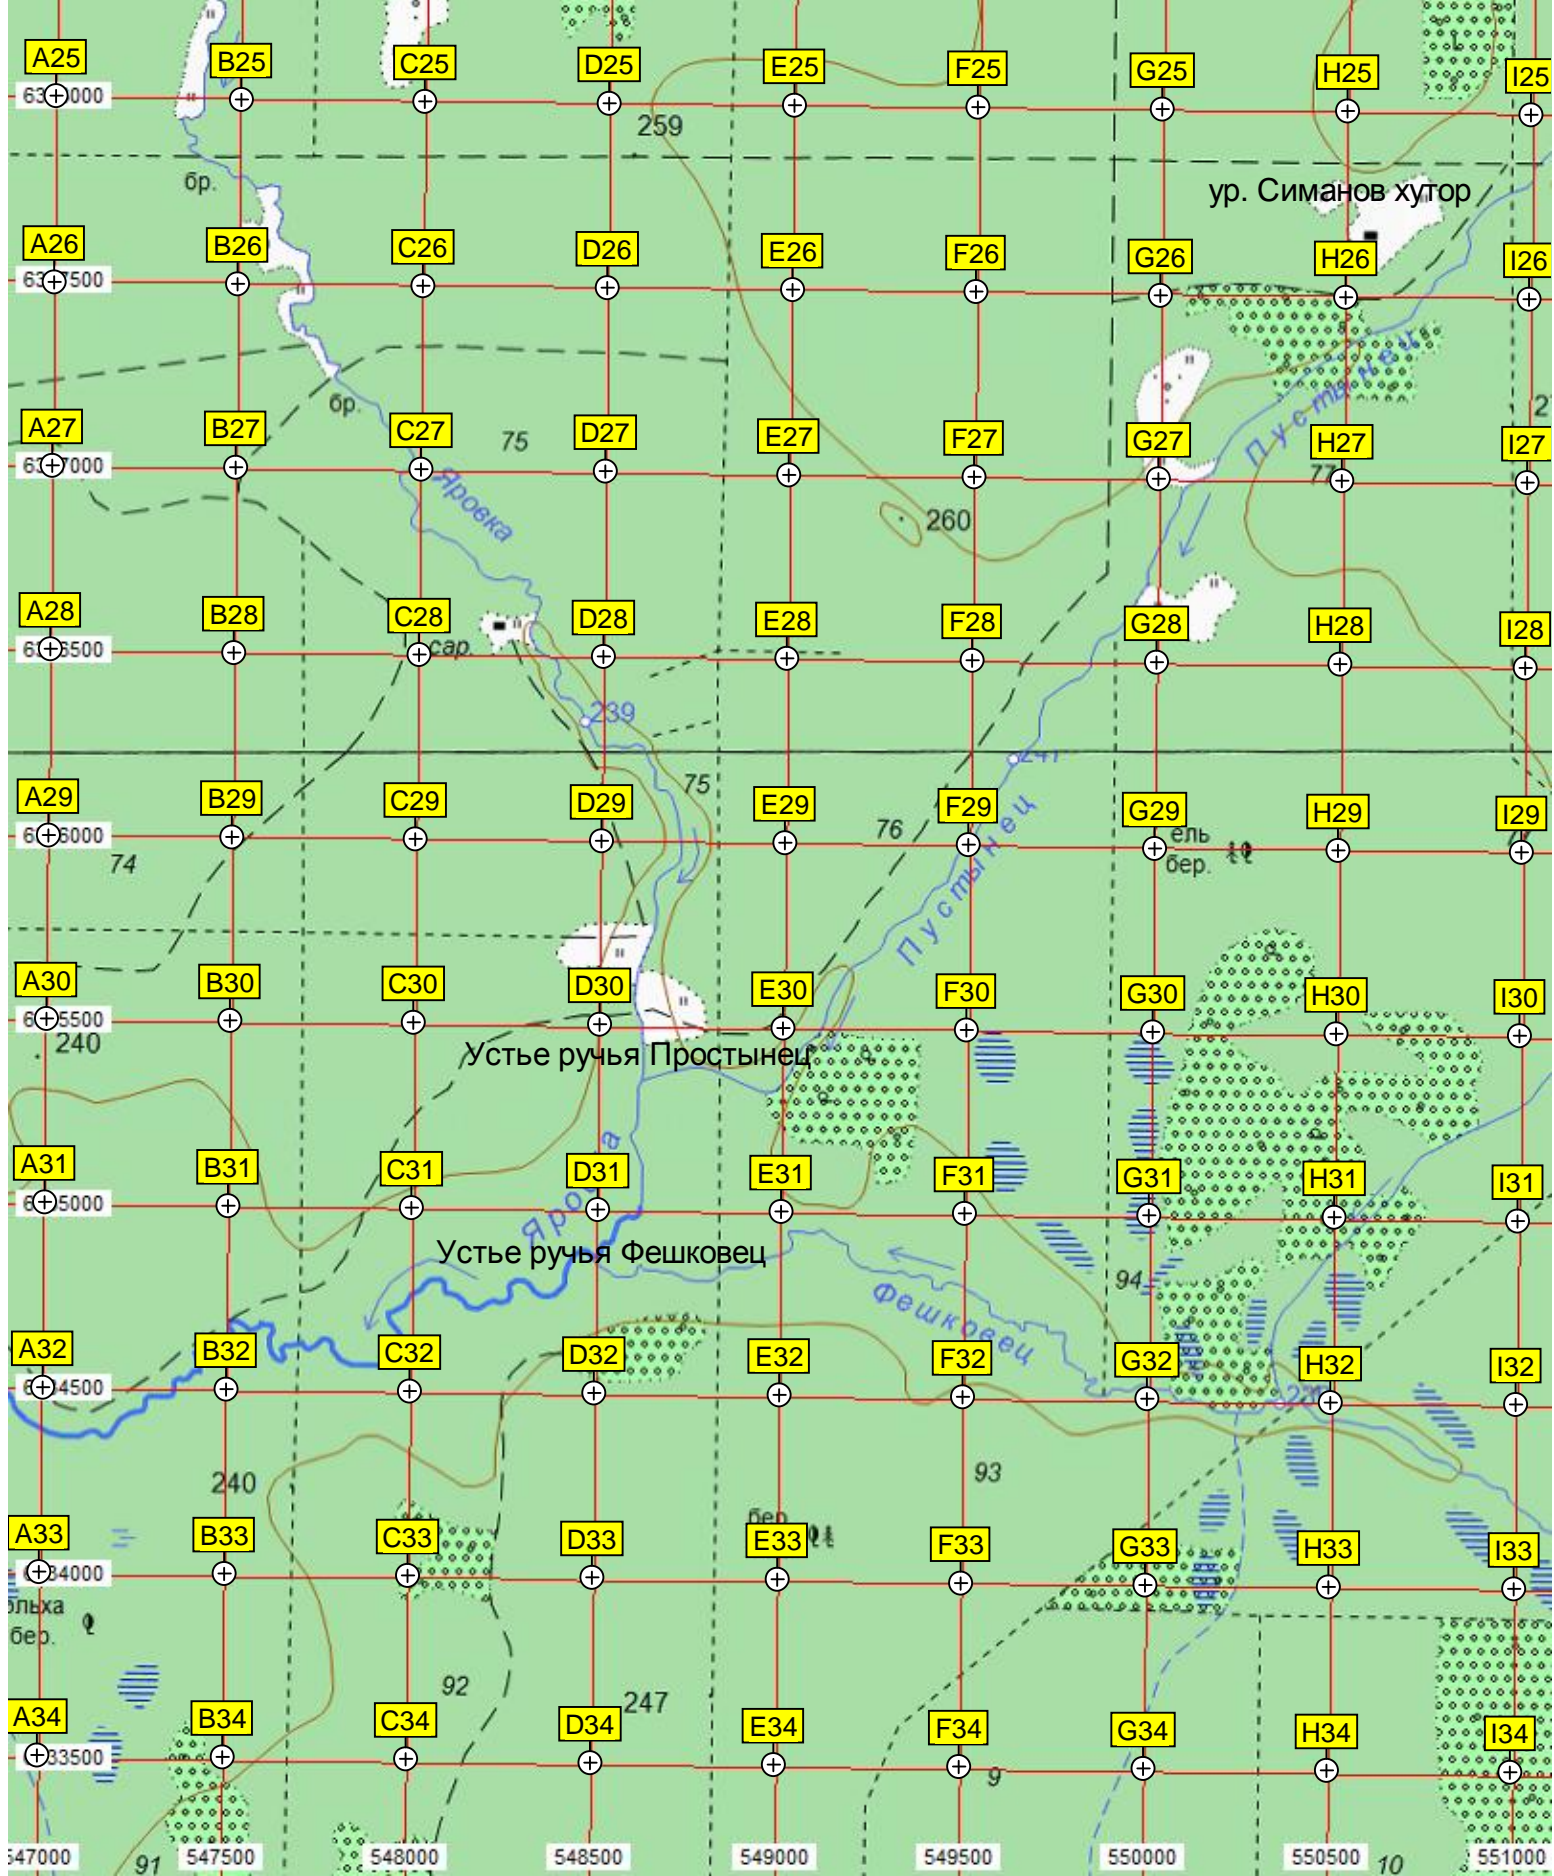 A25 B25 C25 D25 E25 F25 G25 H25 I25
259
бр.
ур. Симанов хутор
A26 B26 C26 D26 E26 F26 G26 H26 I26
Пустынец
бр.
A27 B27 C27 D27 E27 F27 G27 H27 I27
75
77
Яровка
260
A28 B28 C28 D28 E28 F28 G28 H28 I28
сар.
239
241
75
A29 B29 C29 D29 E29 F29 G29 H29 I29
76
74
ель
бер.
Пустынец
A30 B30 C30 D30 E30 F30 G30 H30 I30
240
Устье ручья Простынец
A31 B31 C31 D31 E31 F31 G31 H31 I31
Устье ручья Фешковец
94
Фешковец
A32 B32 C32 D32 E32 F32 G32 H32 I32
240
93
бер.
A33 B33 C33 D33 E33 F33 G33 H33 I33
34000
ольха
бер.
92
247
A34 B34 C34 D34 E34 F34 G34 H34 I34
33500
9
547000 547500 548000 548500 549000 549500 550000 550500 551000
91
10